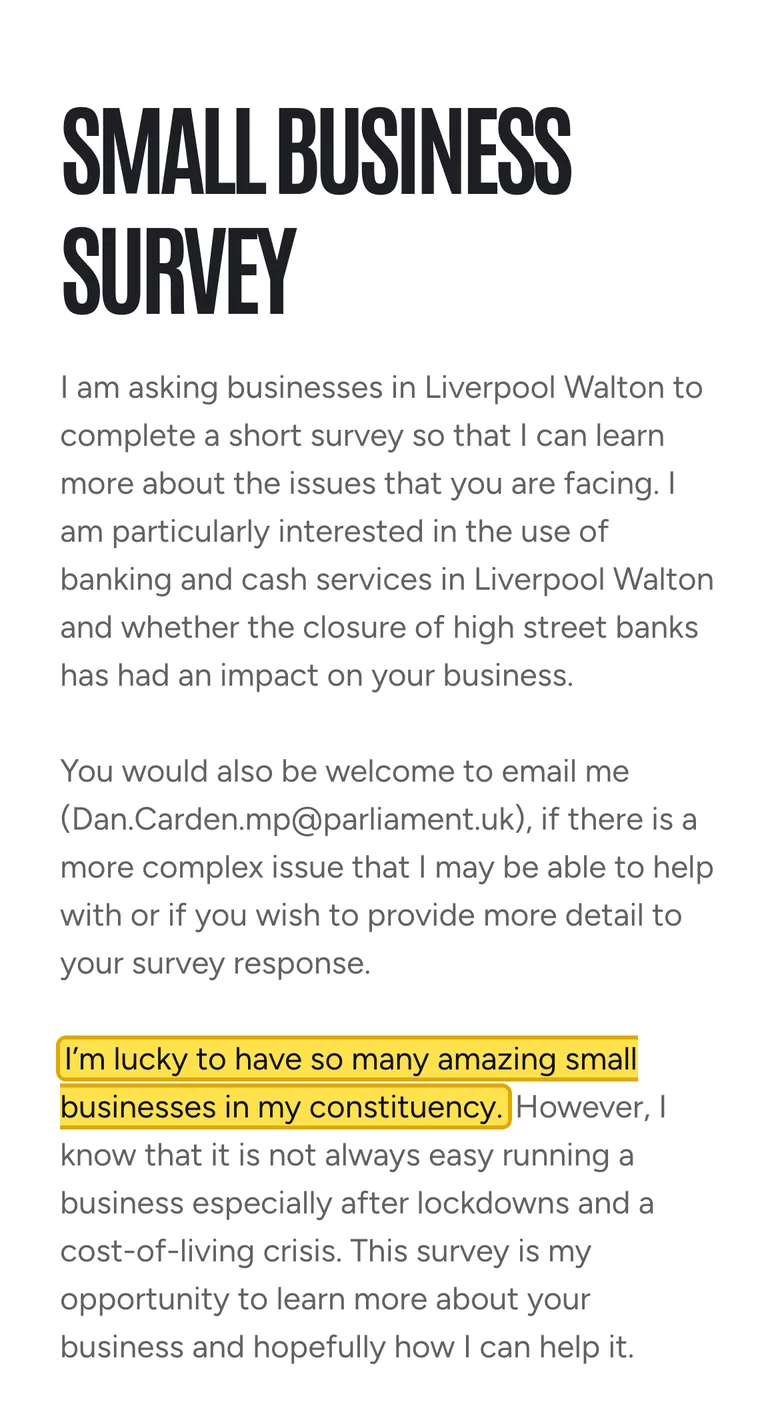 SMALL BUSINESS
SURVEY
I am asking businesses in Liverpool Walton to
complete a short survey so that I can learn
more about the issues that you are facing. I
am particularly interested in the use of
banking and cash services in Liverpool Walton
and whether the closure of high street banks
has had an impact on your business.
You would also be welcome to email me
(Dan.Carden.mp@parliament.uk), if there is a
more complex issue that I may be able to help
with or if you wish to provide more detail to
your survey response.
I’m lucky to have so many amazing small
businesses in my constituency. However, I
know that it is not always easy running a
business especially after lockdowns and a
cost-of-living crisis. This survey is my
opportunity to learn more about your
business and hopefully how I can help it.